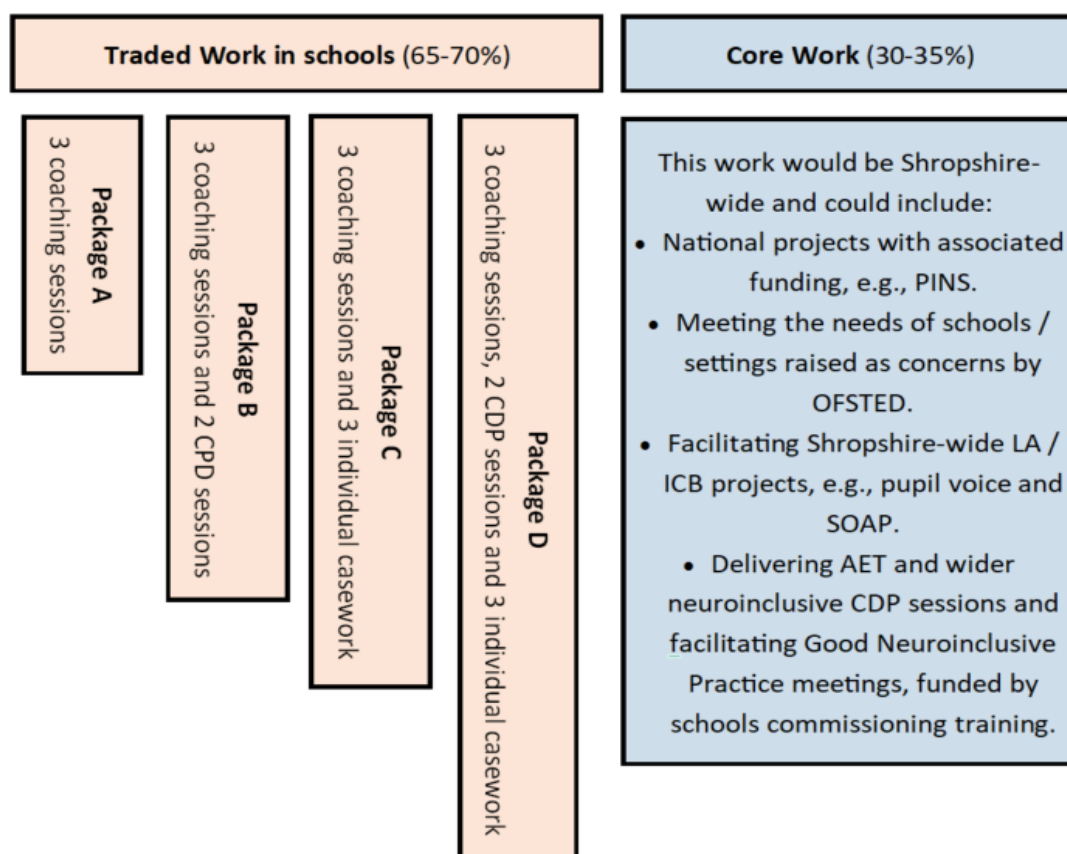 Traded Work in schools (65-70%)
Package A
3 coaching sessions
Package B
3 coaching sessions and 2 CPD sessions
Package C
3 coaching sessions and 3 individual casework
Package D
3 coaching sessions, 2 CDP sessions and 3 individual casework
Core Work (30-35%)
This work would be Shropshire-
wide and could include:
• National projects with associated
funding, e.g., PINS.
• Meeting the needs of schools /
settings raised as concerns by
OFSTED.
• Facilitating Shropshire-wide LA /
ICB projects, e.g., pupil voice and
SOAP.
• Delivering AET and wider
neuroinclusive CDP sessions and
facilitating Good Neuroinclusive
Practice meetings, funded by
schools commissioning training.